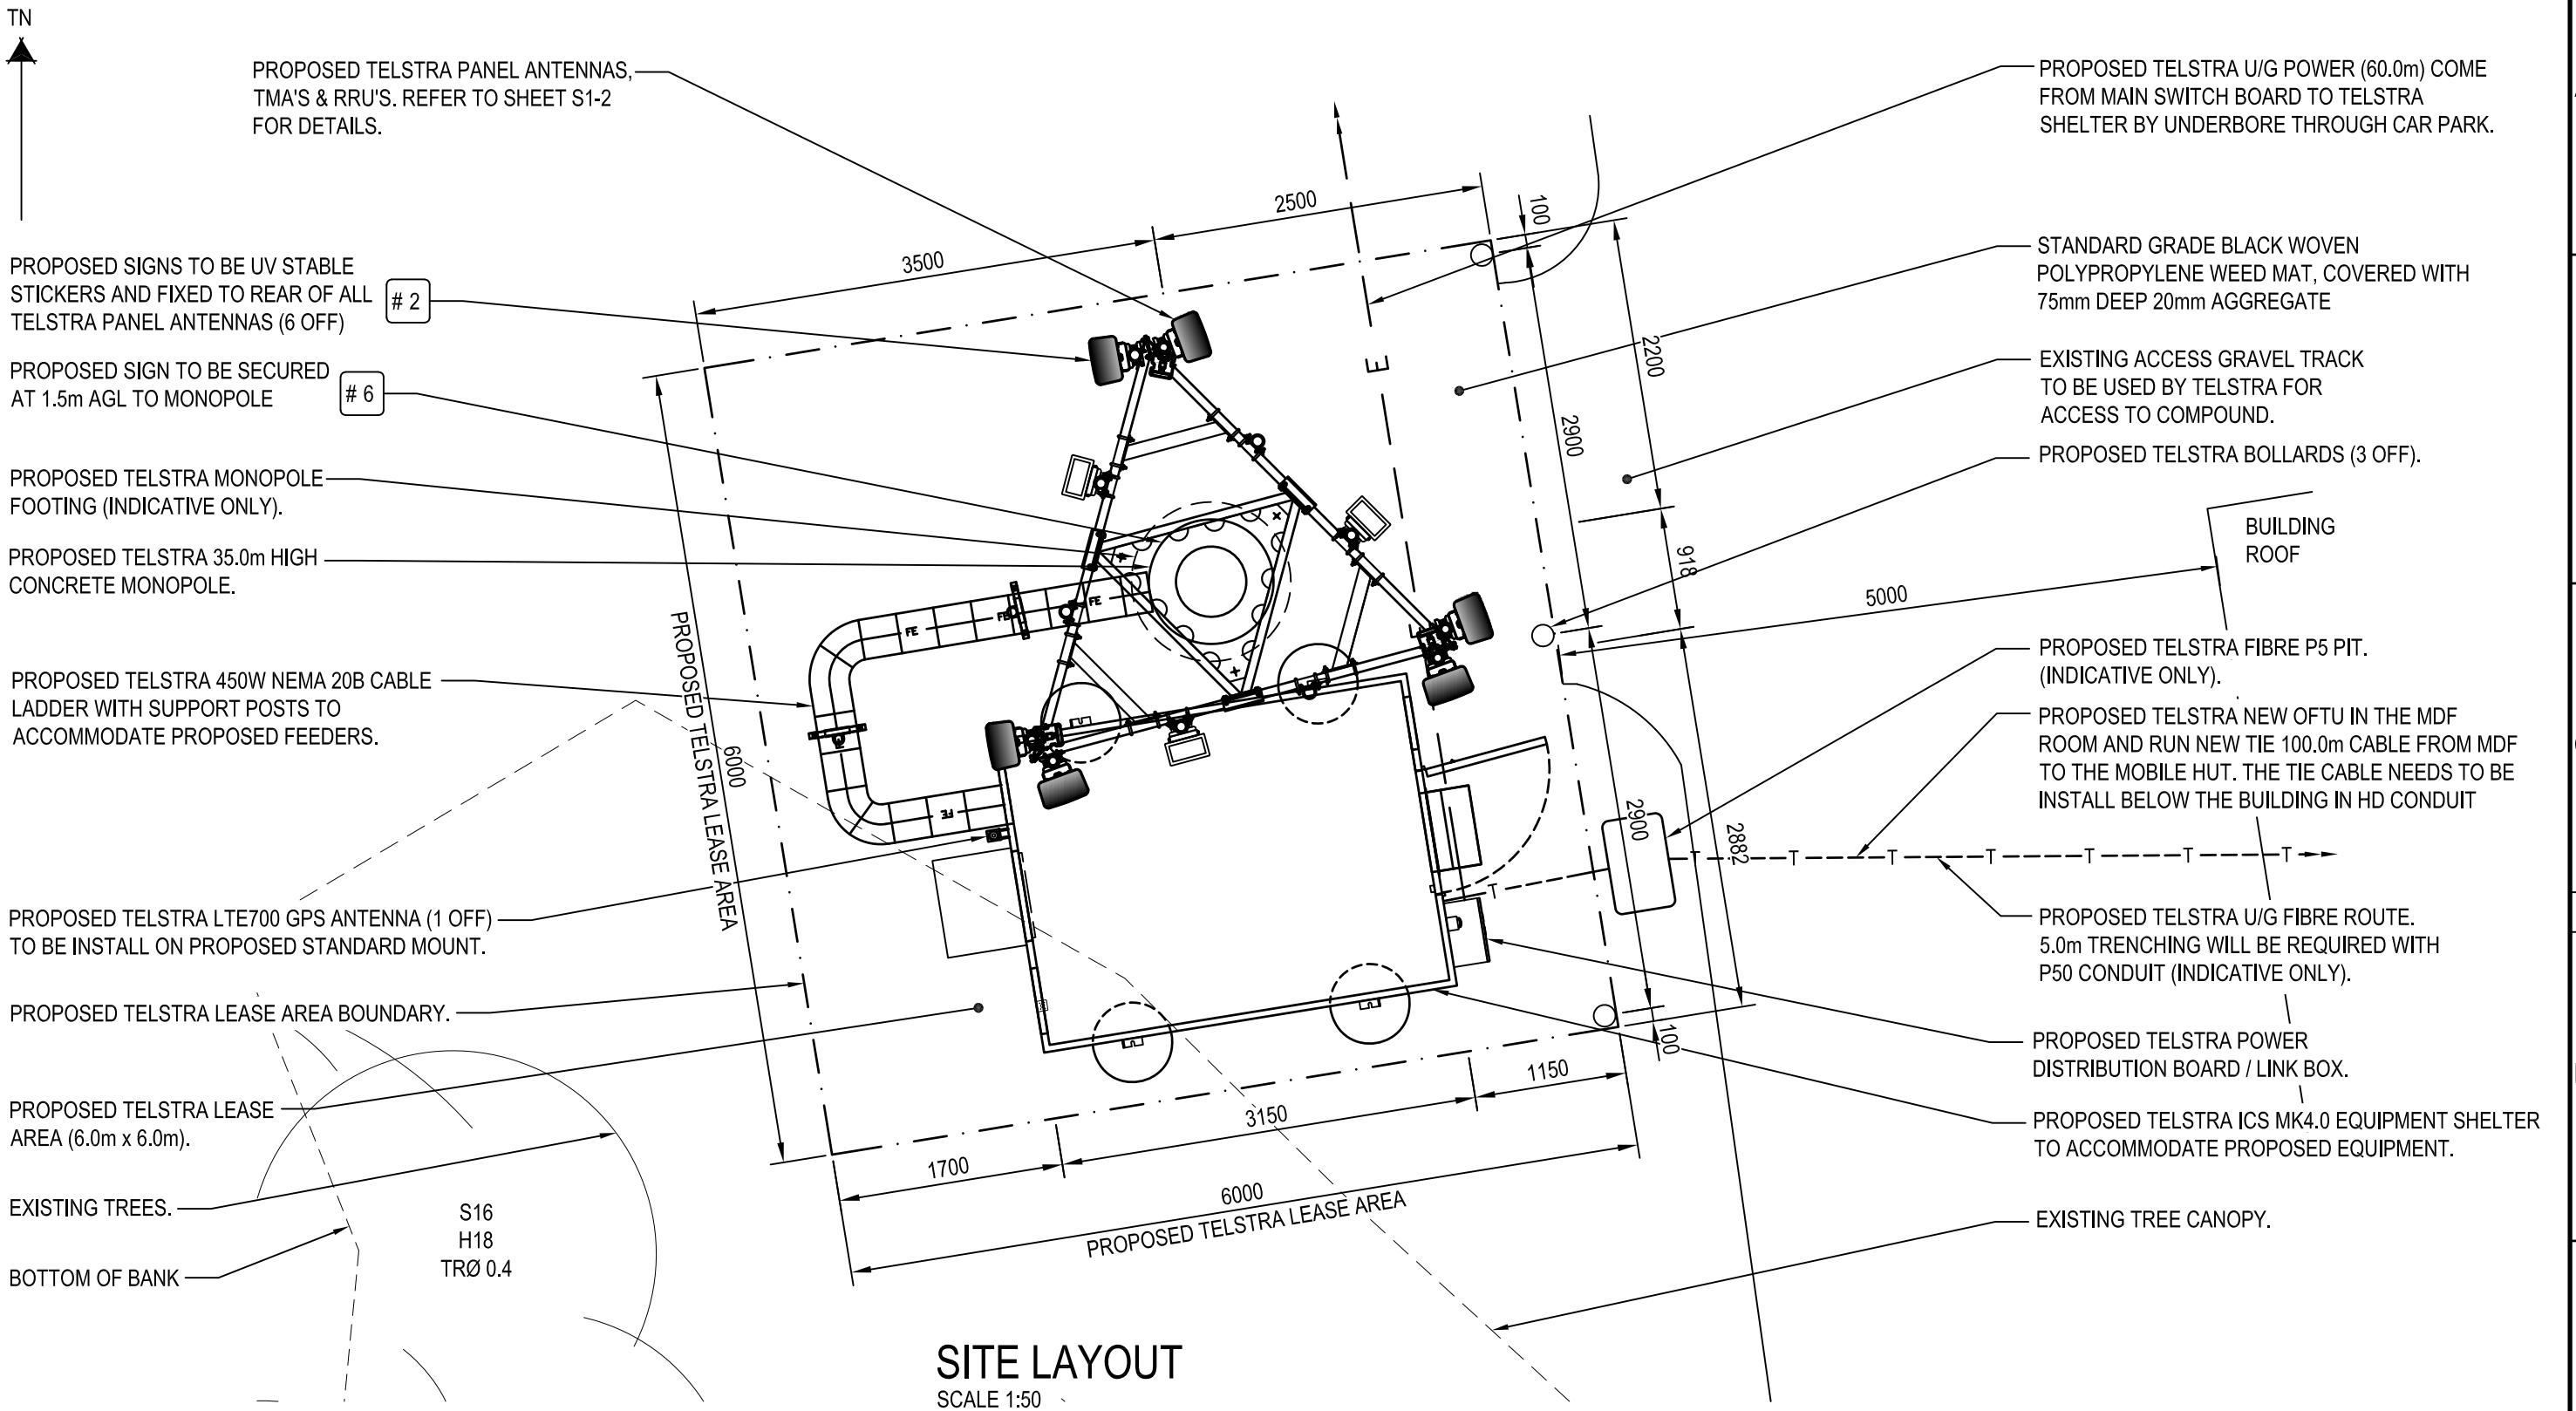 TN
PROPOSED TELSTRA PANEL ANTENNAS,
TMA'S & RRU'S. REFER TO SHEET S1-2
FOR DETAILS.
PROPOSED SIGNS TO BE UV STABLE
STICKERS AND FIXED TO REAR OF ALL
TELSTRA PANEL ANTENNAS (6 OFF)
# 2
PROPOSED SIGN TO BE SECURED
AT 1.5m AGL TO MONOPOLE
# 6
PROPOSED TELSTRA MONOPOLE
FOOTING (INDICATIVE ONLY).
PROPOSED TELSTRA 35.0m HIGH
CONCRETE MONOPOLE.
PROPOSED TELSTRA 450W NEMA 20B CABLE
LADDER WITH SUPPORT POSTS TO
ACCOMMODATE PROPOSED FEEDERS.
PROPOSED TELSTRA LTE700 GPS ANTENNA (1 OFF)
TO BE INSTALL ON PROPOSED STANDARD MOUNT.
PROPOSED TELSTRA LEASE AREA BOUNDARY.
PROPOSED TELSTRA LEASE
AREA (6.0m x 6.0m).
EXISTING TREES.
BOTTOM OF BANK
S16
H18
TRØ 0.4
3500
2500
100
2200
2900
918
5000
2900
2882
100
1150
3150
1700
6000
PROPOSED TELSTRA LEASE AREA
6000
PROPOSED TELSTRA LEASE AREA
E
FE
FE
FE
FE
FE
T
T
T
T
T
T
T
T
BUILDING
ROOF
PROPOSED TELSTRA U/G POWER (60.0m) COME
FROM MAIN SWITCH BOARD TO TELSTRA
SHELTER BY UNDERBORE THROUGH CAR PARK.
STANDARD GRADE BLACK WOVEN
POLYPROPYLENE WEED MAT, COVERED WITH
75mm DEEP 20mm AGGREGATE
EXISTING ACCESS GRAVEL TRACK
TO BE USED BY TELSTRA FOR
ACCESS TO COMPOUND.
PROPOSED TELSTRA BOLLARDS (3 OFF).
PROPOSED TELSTRA FIBRE P5 PIT.
(INDICATIVE ONLY).
PROPOSED TELSTRA NEW OFTU IN THE MDF
ROOM AND RUN NEW TIE 100.0m CABLE FROM MDF
TO THE MOBILE HUT. THE TIE CABLE NEEDS TO BE
INSTALL BELOW THE BUILDING IN HD CONDUIT
PROPOSED TELSTRA U/G FIBRE ROUTE.
5.0m TRENCHING WILL BE REQUIRED WITH
P50 CONDUIT (INDICATIVE ONLY).
PROPOSED TELSTRA POWER
DISTRIBUTION BOARD / LINK BOX.
PROPOSED TELSTRA ICS MK4.0 EQUIPMENT SHELTER
TO ACCOMMODATE PROPOSED EQUIPMENT.
EXISTING TREE CANOPY.
SITE LAYOUT
SCALE 1:50